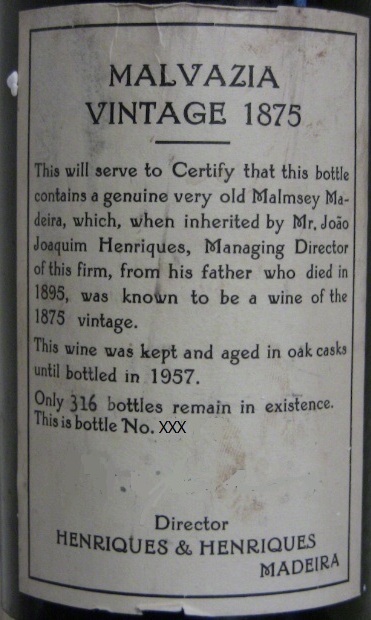 MALVAZIA
VINTAGE 1875
This will serve to Certify that this bottle
contains a genuine very old Malmsey Ma-
deira, which, when inherited by Mr. João
Joaquim Henriques, Managing Director
of this firm, from his father who died in
1895, was known to be a wine of the
1875 vintage.
This wine was kept and aged in oak casks
until bottled in 1957.
Only 316 bottles remain in existence.
This is bottle No. XXX
Director
HENRIQUES & HENRIQUES
MADEIRA